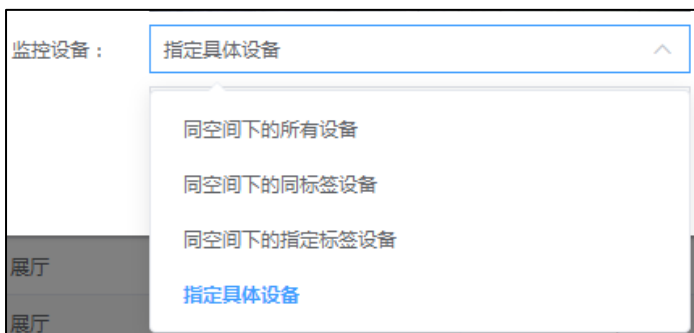 监控设备： 指定具体设备
同空间下的所有设备
同空间下的同标签设备
同空间下的指定标签设备
展厅
指定具体设备
展厅